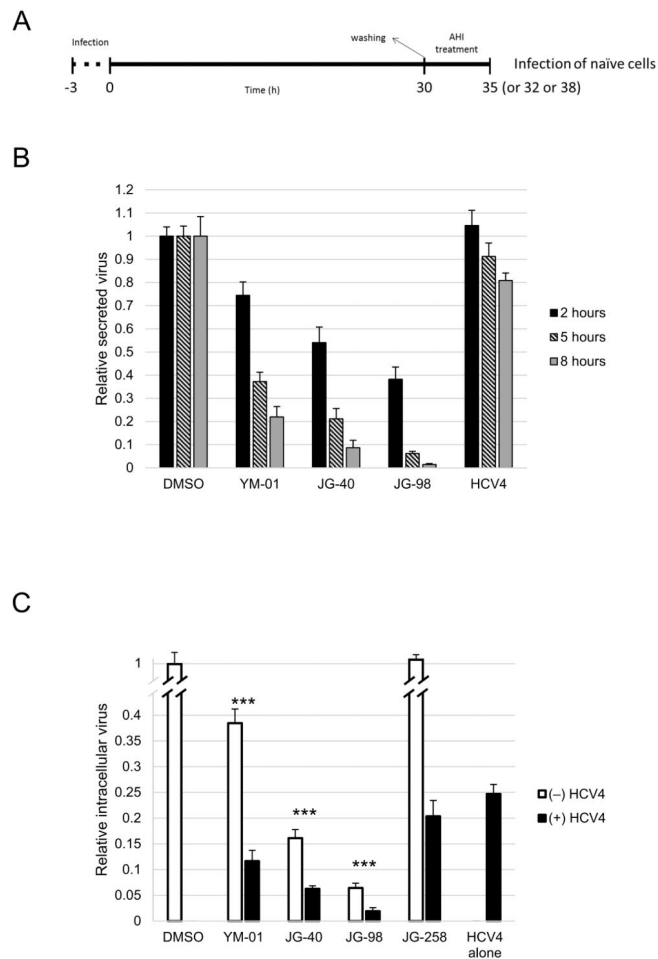 A
Infection
washing
AHI
treatment
Infection of naïve cells
-3
0
Time (h)
30
35 (or 32 or 38)
B
Relative secreted virus
1.2
1.1
1
0.9
0.8
0.7
0.6
0.5
0.4
0.3
0.2
0.1
0
DMSO
YM-01
JG-40
JG-98
HCV4
2 hours
5 hours
8 hours
C
Relative intracellular virus
1
0.4
0.35
0.3
0.25
0.2
0.15
0.1
0.05
0
***
***
***
DMSO
YM-01
JG-40
JG-98
JG-258
HCV4
alone
(–) HCV4
(+) HCV4